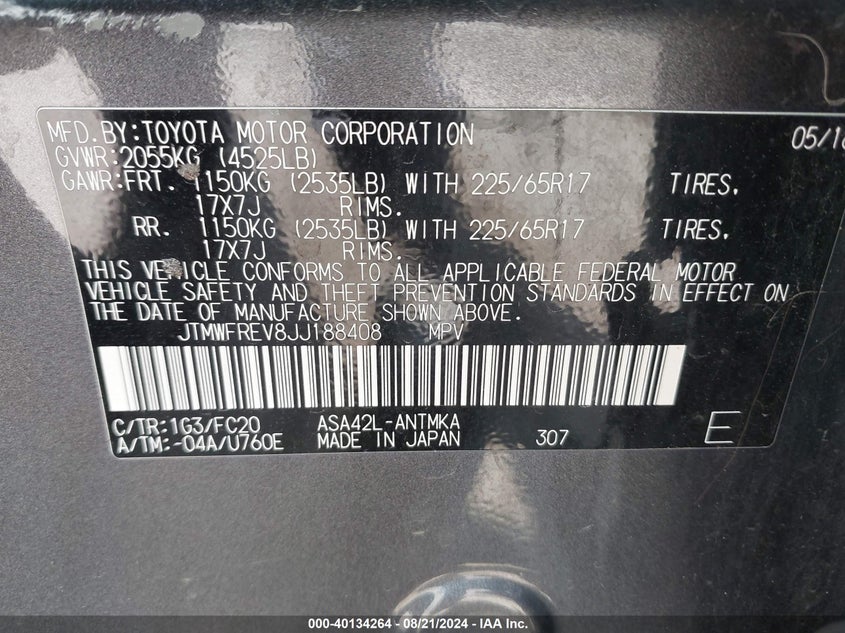 MFD.BY:TOYOTA MOTOR CORPORATION 05/18
GVWR:2055KG (4525LB)
GAWR:FRT. 1150KG (2535LB) WITH 225/65R17 TIRES.
17X7J RIMS.
RR. 1150KG (2535LB) WITH 225/65R17 TIRES.
17X7J RIMS.
THIS VEHICLE CONFORMS TO ALL APPLICABLE FEDERAL MOTOR
VEHICLE SAFETY AND THEFT PREVENTION STANDARDS IN EFFECT ON
THE DATE OF MANUFACTURE SHOWN ABOVE.
JTMWFREV8JJ188408 MPV
C/TR:1G3/FC20 ASA42L-ANTMKA
A/TM:-04A/U760E MADE IN JAPAN 307 E
000-40134264 - 08/21/2024 - IAA Inc.